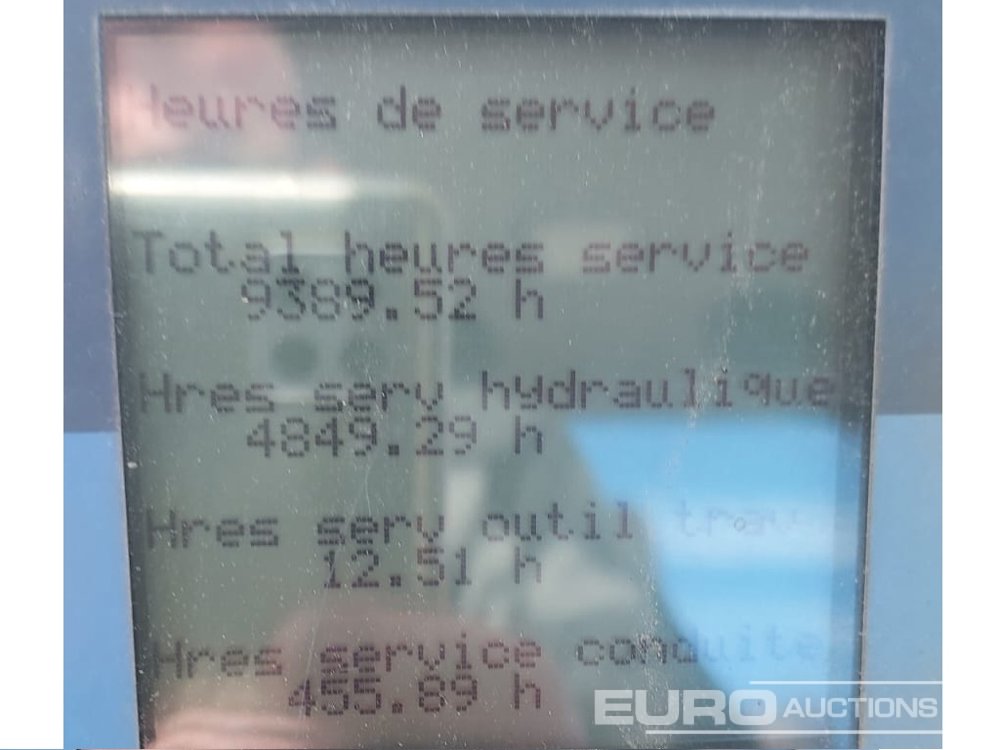 Heures de service
Total heures service
9389.52 h
Hres serv hydraulique
4849.29 h
Hres serv outil trav
12.51 h
Hres service conduite
455.89 h
EURO AUCTIONS